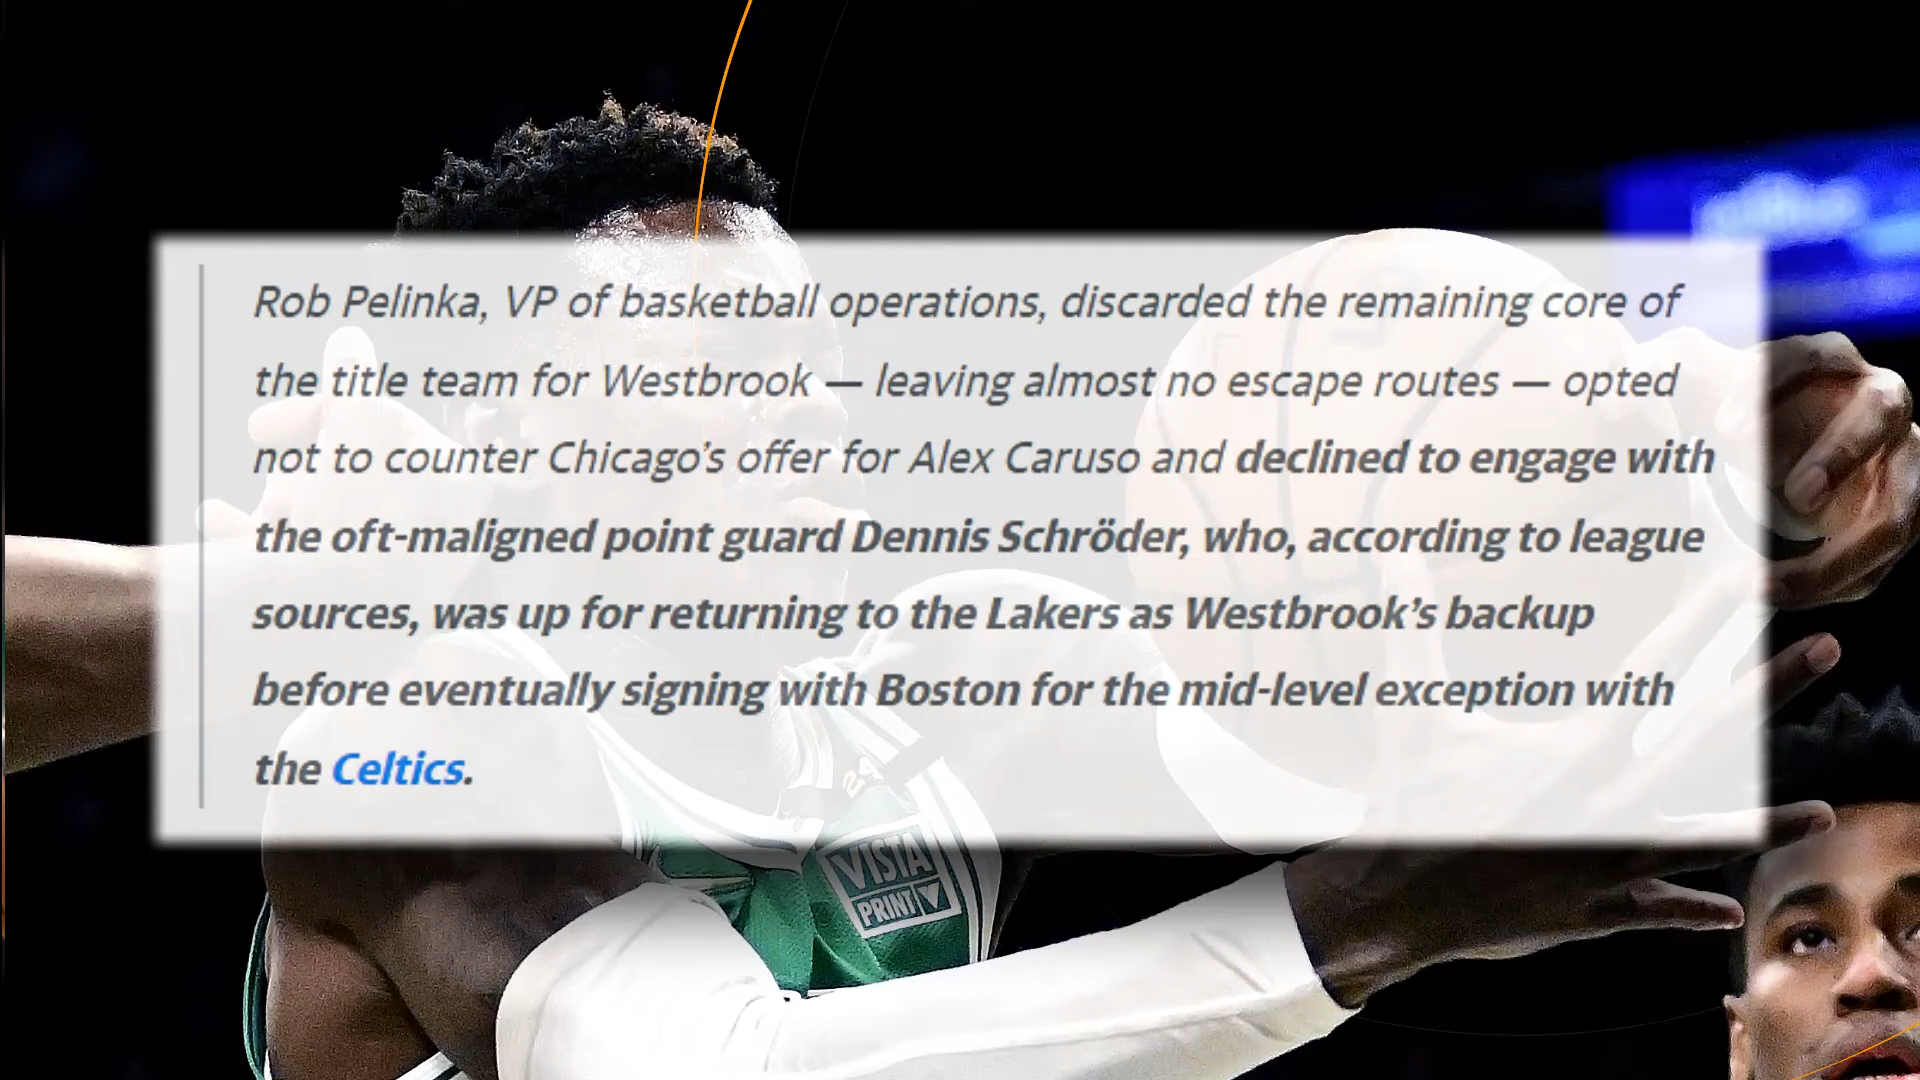 Rob Pelinka, VP of basketball operations, discarded the remaining core of
the title team for Westbrook — leaving almost no escape routes — opted
not to counter Chicago’s offer for Alex Caruso and declined to engage with
the oft-maligned point guard Dennis Schröder, who, according to league
sources, was up for returning to the Lakers as Westbrook’s backup
before eventually signing with Boston for the mid-level exception with
the Celtics.
VISTA
PRINT